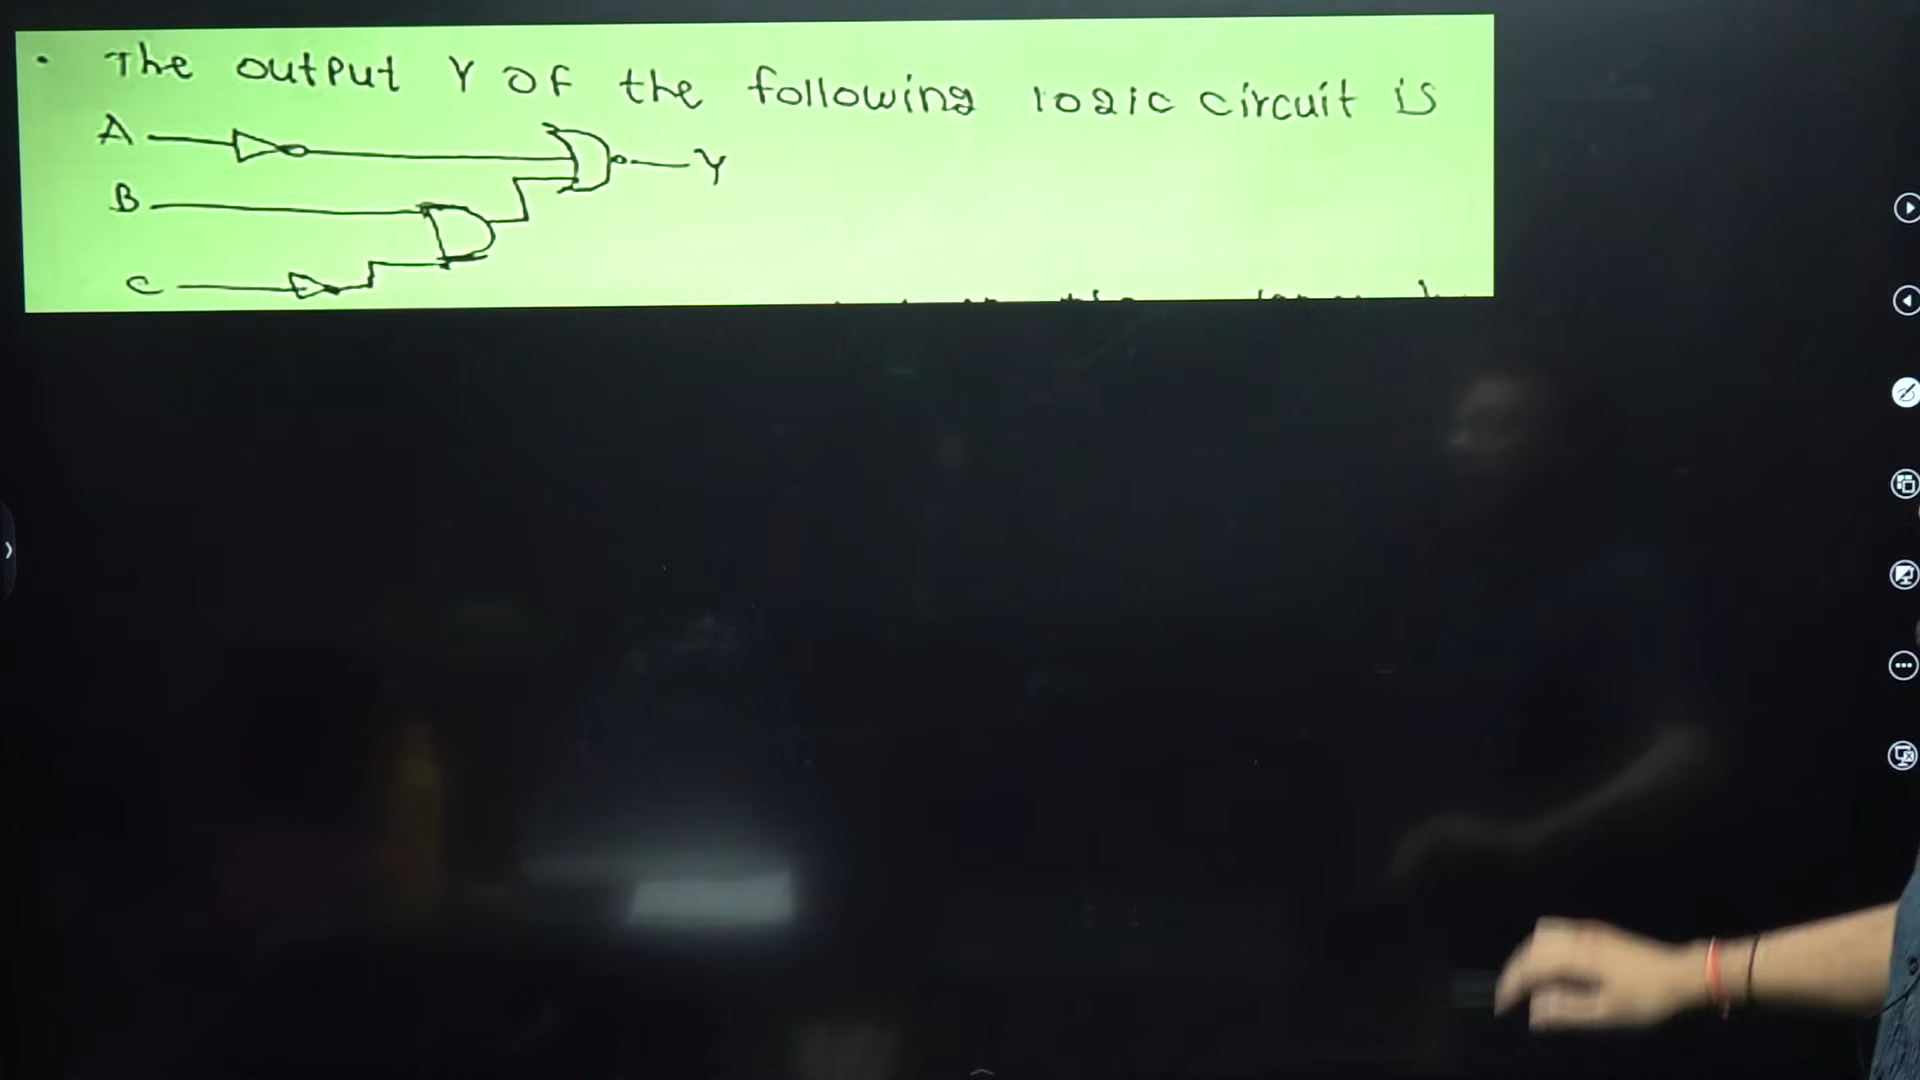 • The output Y of the following logic circuit is
A
Y
B
C